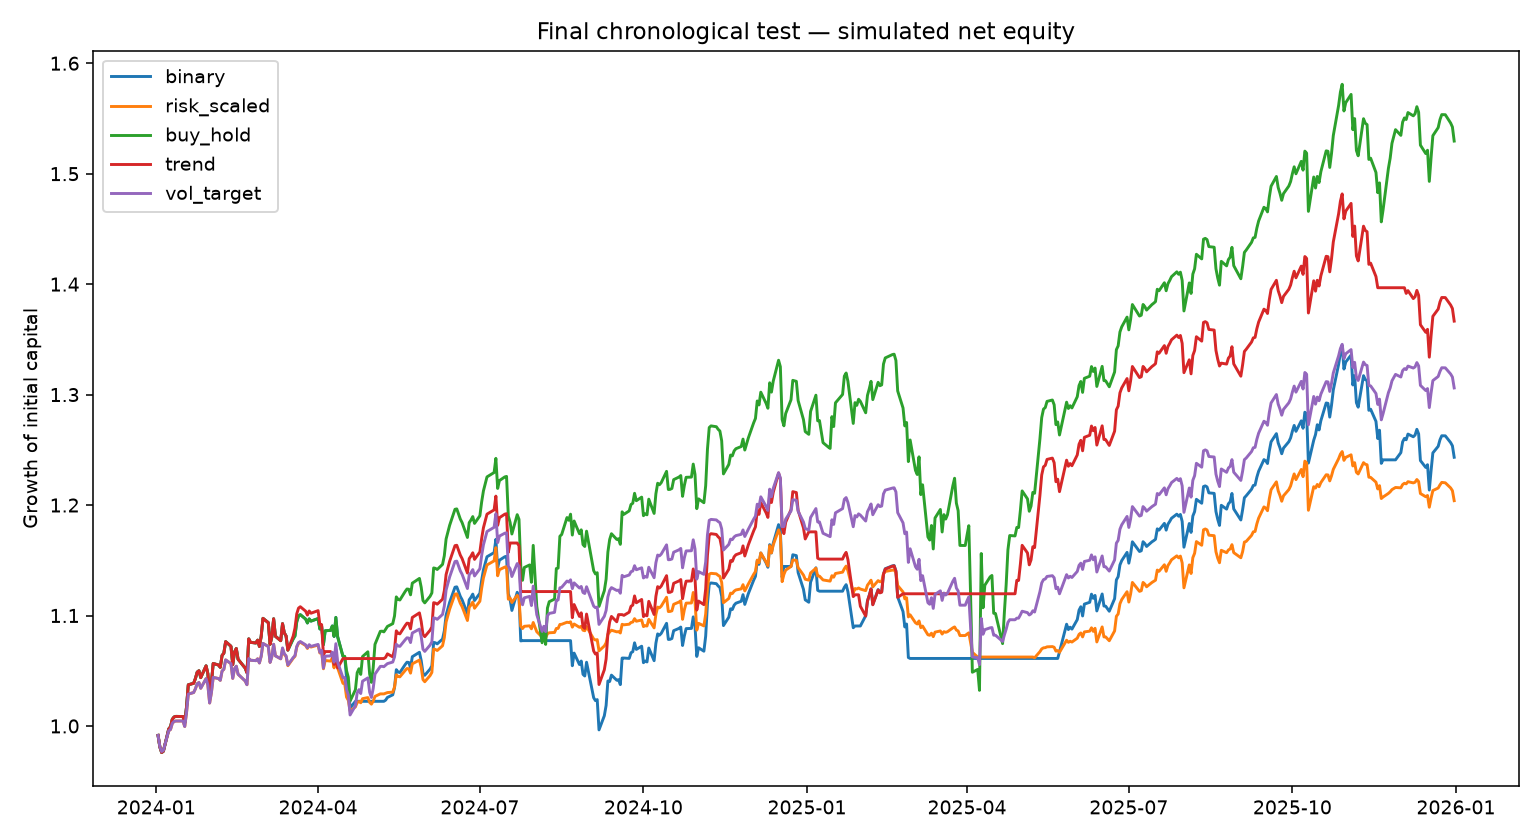 Final chronological test — simulated net equity
binary
risk_scaled
buy_hold
trend
vol_target
Growth of initial capital
1.6
1.5
1.4
1.3
1.2
1.1
1.0
2024-01
2024-04
2024-07
2024-10
2025-01
2025-04
2025-07
2025-10
2026-01